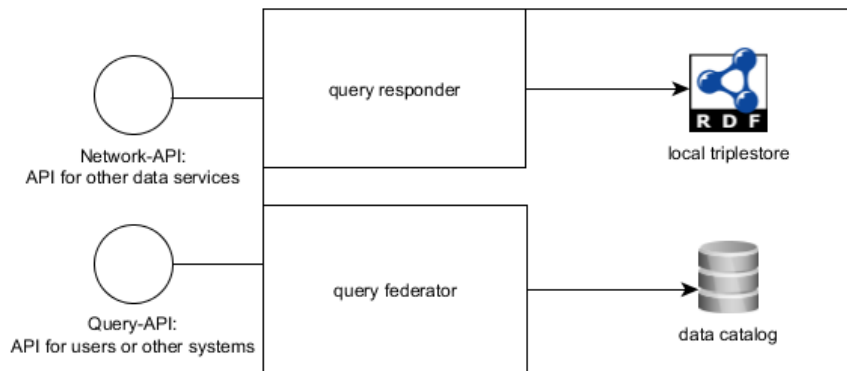 query responder
R D F
local triplestore
Network-API:
API for other data services
query federator
Query-API:
API for users or other systems
data catalog